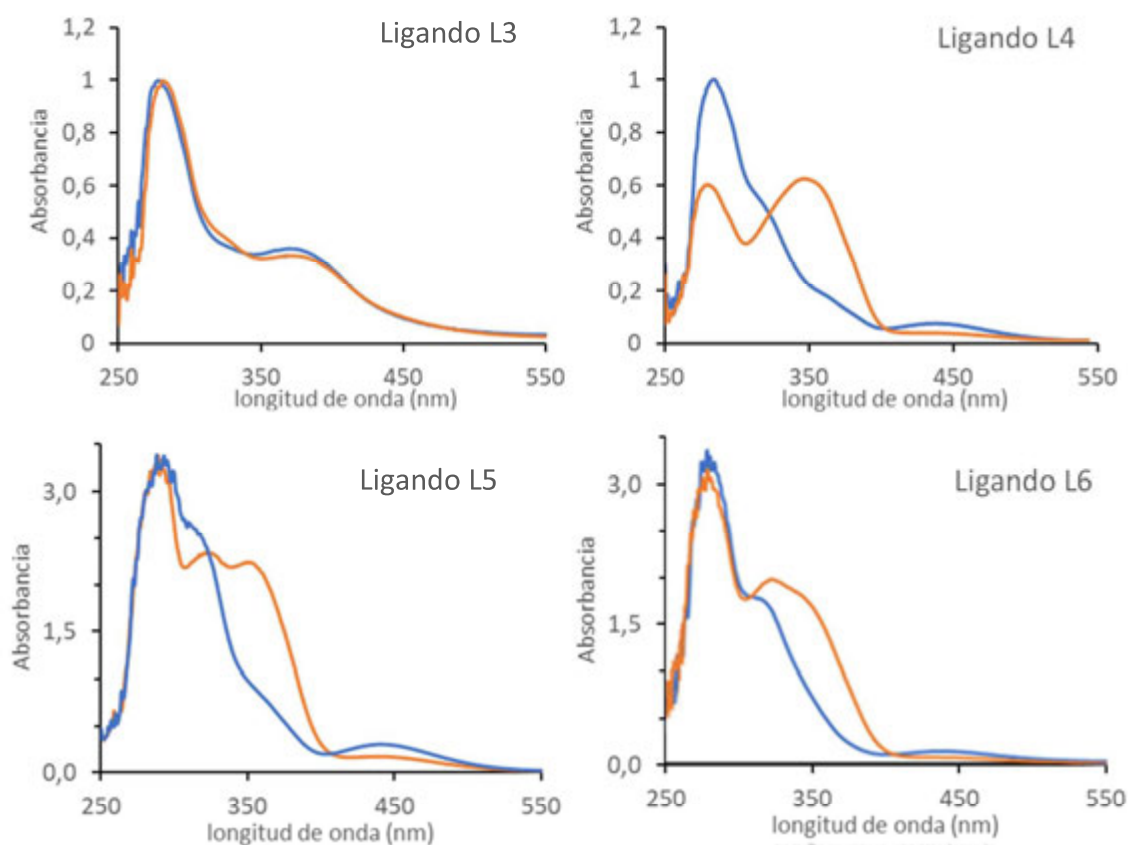 Ligando L3
1,2
1
0,8
0,6
0,4
0,2
0
Absorbancia
250 350 450 550
longitud de onda (nm)
Ligando L4
1,2
1
0,8
0,6
0,4
0,2
0
Absorbancia
250 350 450 550
longitud de onda (nm)
Ligando L5
3,0
1,5
0,0
Absorbancia
250 350 450 550
longitud de onda (nm)
Ligando L6
3,0
1,5
0,0
Absorbancia
250 350 450 550
longitud de onda (nm)